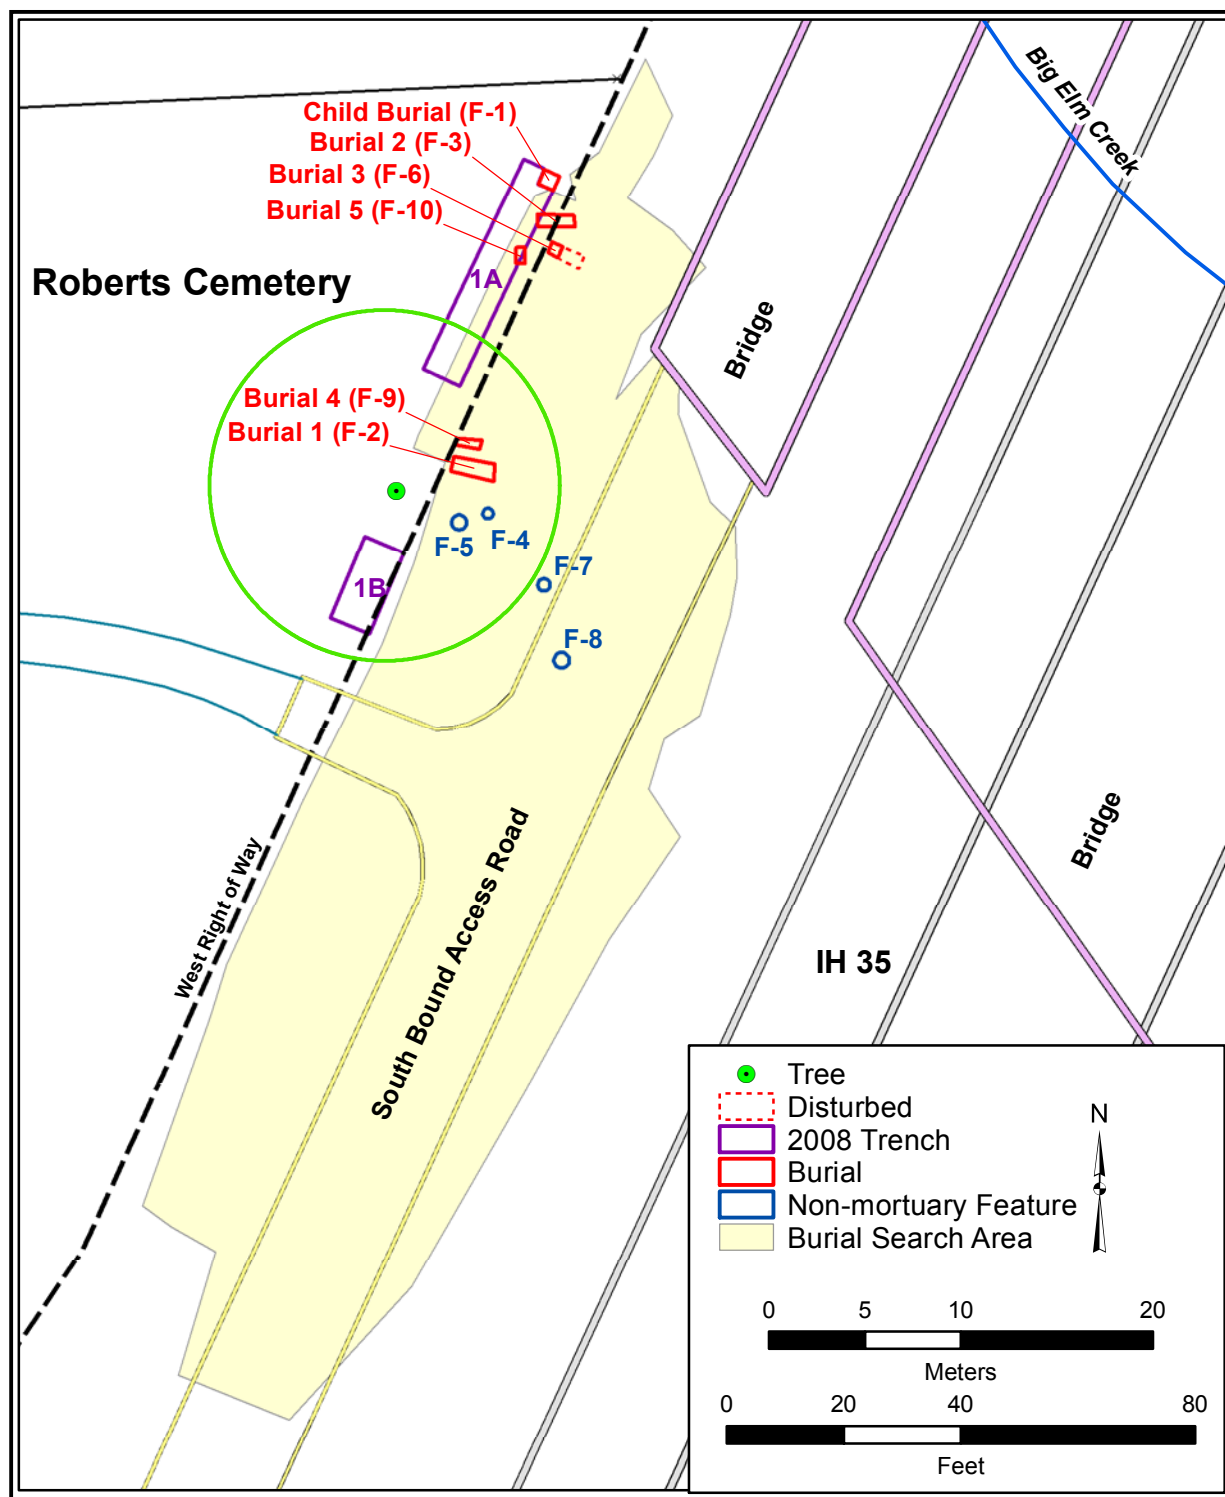 Big Elm Creek
Child Burial (F-1)
Burial 2 (F-3)
Burial 3 (F-6)
Burial 5 (F-10)
Roberts Cemetery
1A
Bridge
Burial 4 (F-9)
Burial 1 (F-2)
F-5
F-4
F-7
1B
F-8
Bridge
West Right of Way
South Bound Access Road
IH 35
Tree
Disturbed
2008 Trench
Burial
Non-mortuary Feature
Burial Search Area
N
0 5 10 20
Meters
0 20 40 80
Feet